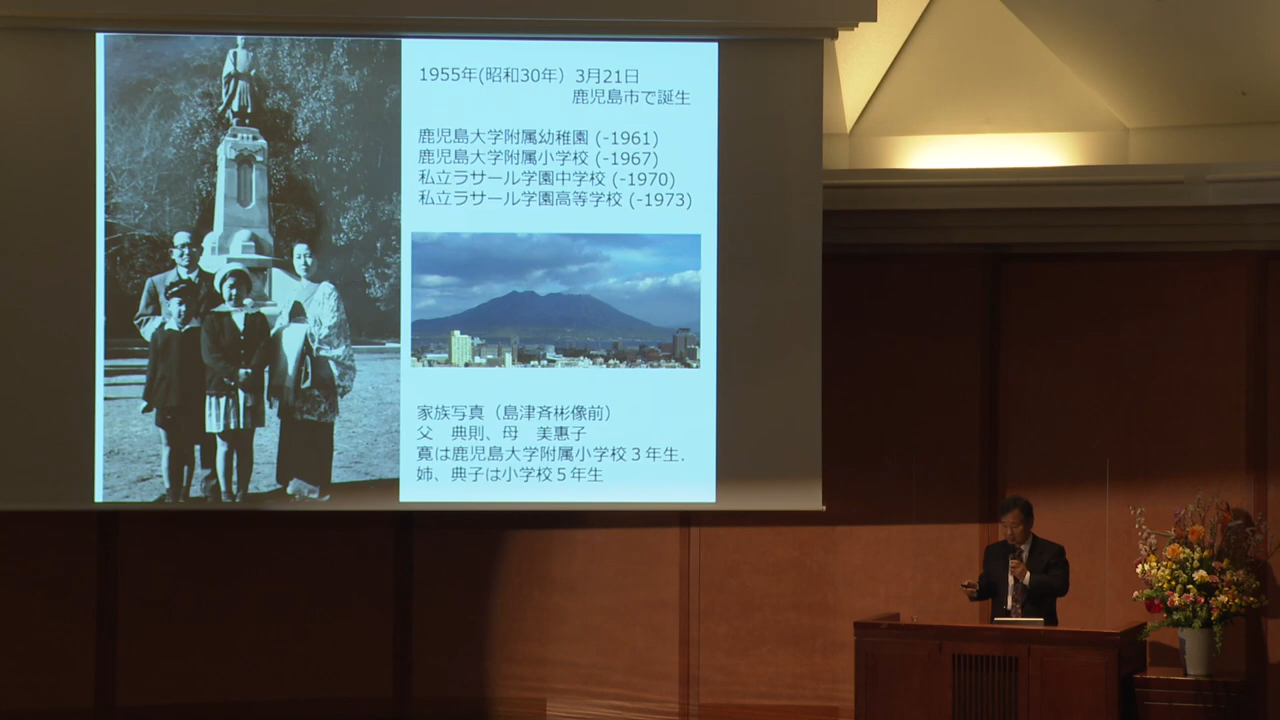 1955年(昭和30年）3月21日
鹿児島市で誕生
鹿児島大学附属幼稚園 (-1961)
鹿児島大学附属小学校 (-1967)
私立ラサール学園中学校 (-1970)
私立ラサール学園高等学校 (-1973)
家族写真（島津斉彬像前）
父　典則、母　美惠子
寛は鹿児島大学附属小学校３年生.
姉、典子は小学校５年生